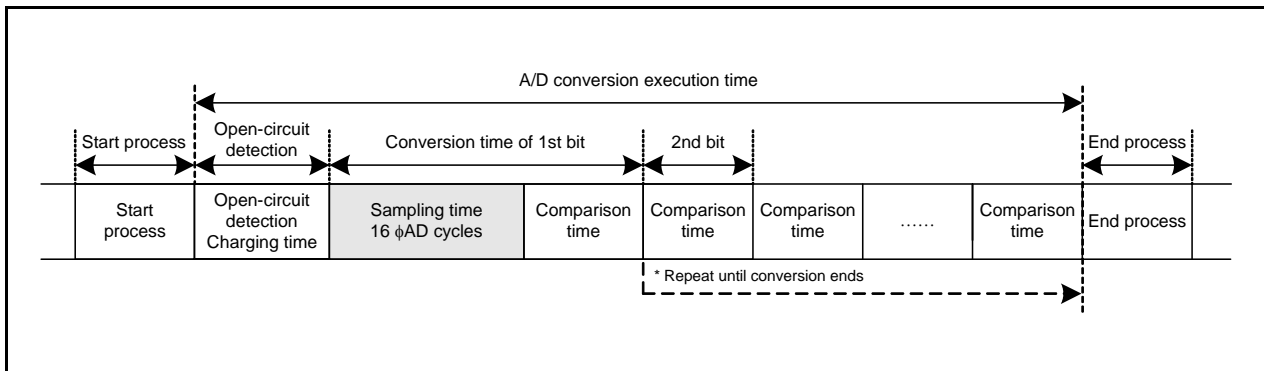 A/D conversion execution time
Start process
Open-circuit
detection
Conversion time of 1st bit
2nd bit
End process
Start
process
Open-circuit
detection
Charging time
Sampling time
16 ϕAD cycles
Comparison
time
Comparison
time
Comparison
time
......
Comparison
time
End process
* Repeat until conversion ends